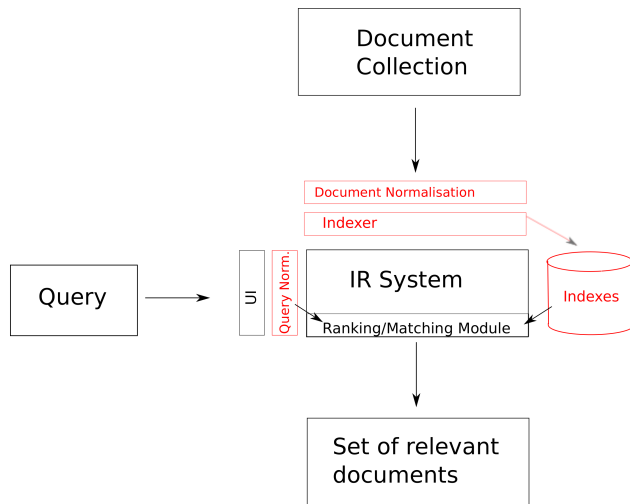 Document
Collection
Document Normalisation
Indexer
Query
UI
Query Norm.
IR System
Ranking/Matching Module
Indexes
Set of relevant
documents